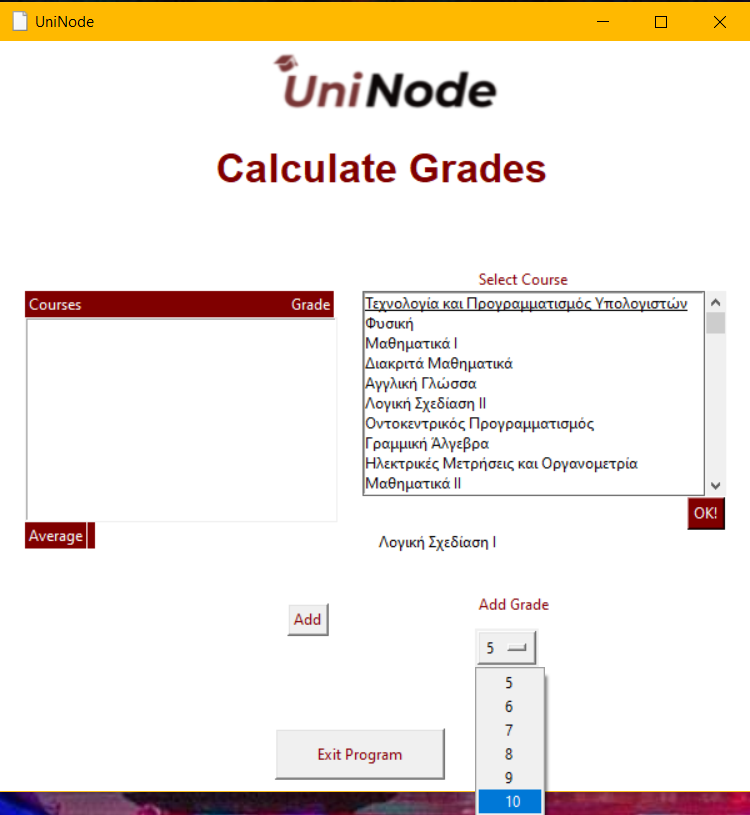 UniNode
UniNode
Calculate Grades
Select Course
Courses Grade
Τεχνολογία και Προγραμματισμός Υπολογιστών
Φυσική
Μαθηματικά Ι
Διακριτά Μαθηματικά
Αγγλική Γλώσσα
Λογική Σχεδίαση ΙΙ
Οντοκεντρικός Προγραμματισμός
Γραμμική Άλγεβρα
Ηλεκτρικές Μετρήσεις και Οργανομετρία
Μαθηματικά ΙΙ
OK!
Average
Λογική Σχεδίαση Ι
Add Grade
Add
5
5
6
7
8
9
10
Exit Program